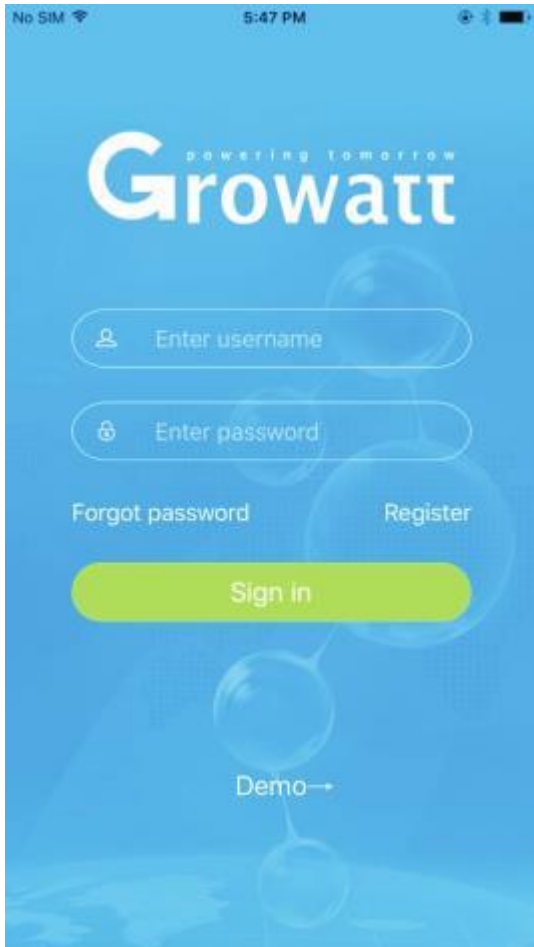 No SIM 5:47 PM
powering tomorrow
Growatt
Enter username
Enter password
Forgot password Register
Sign in
Demo→